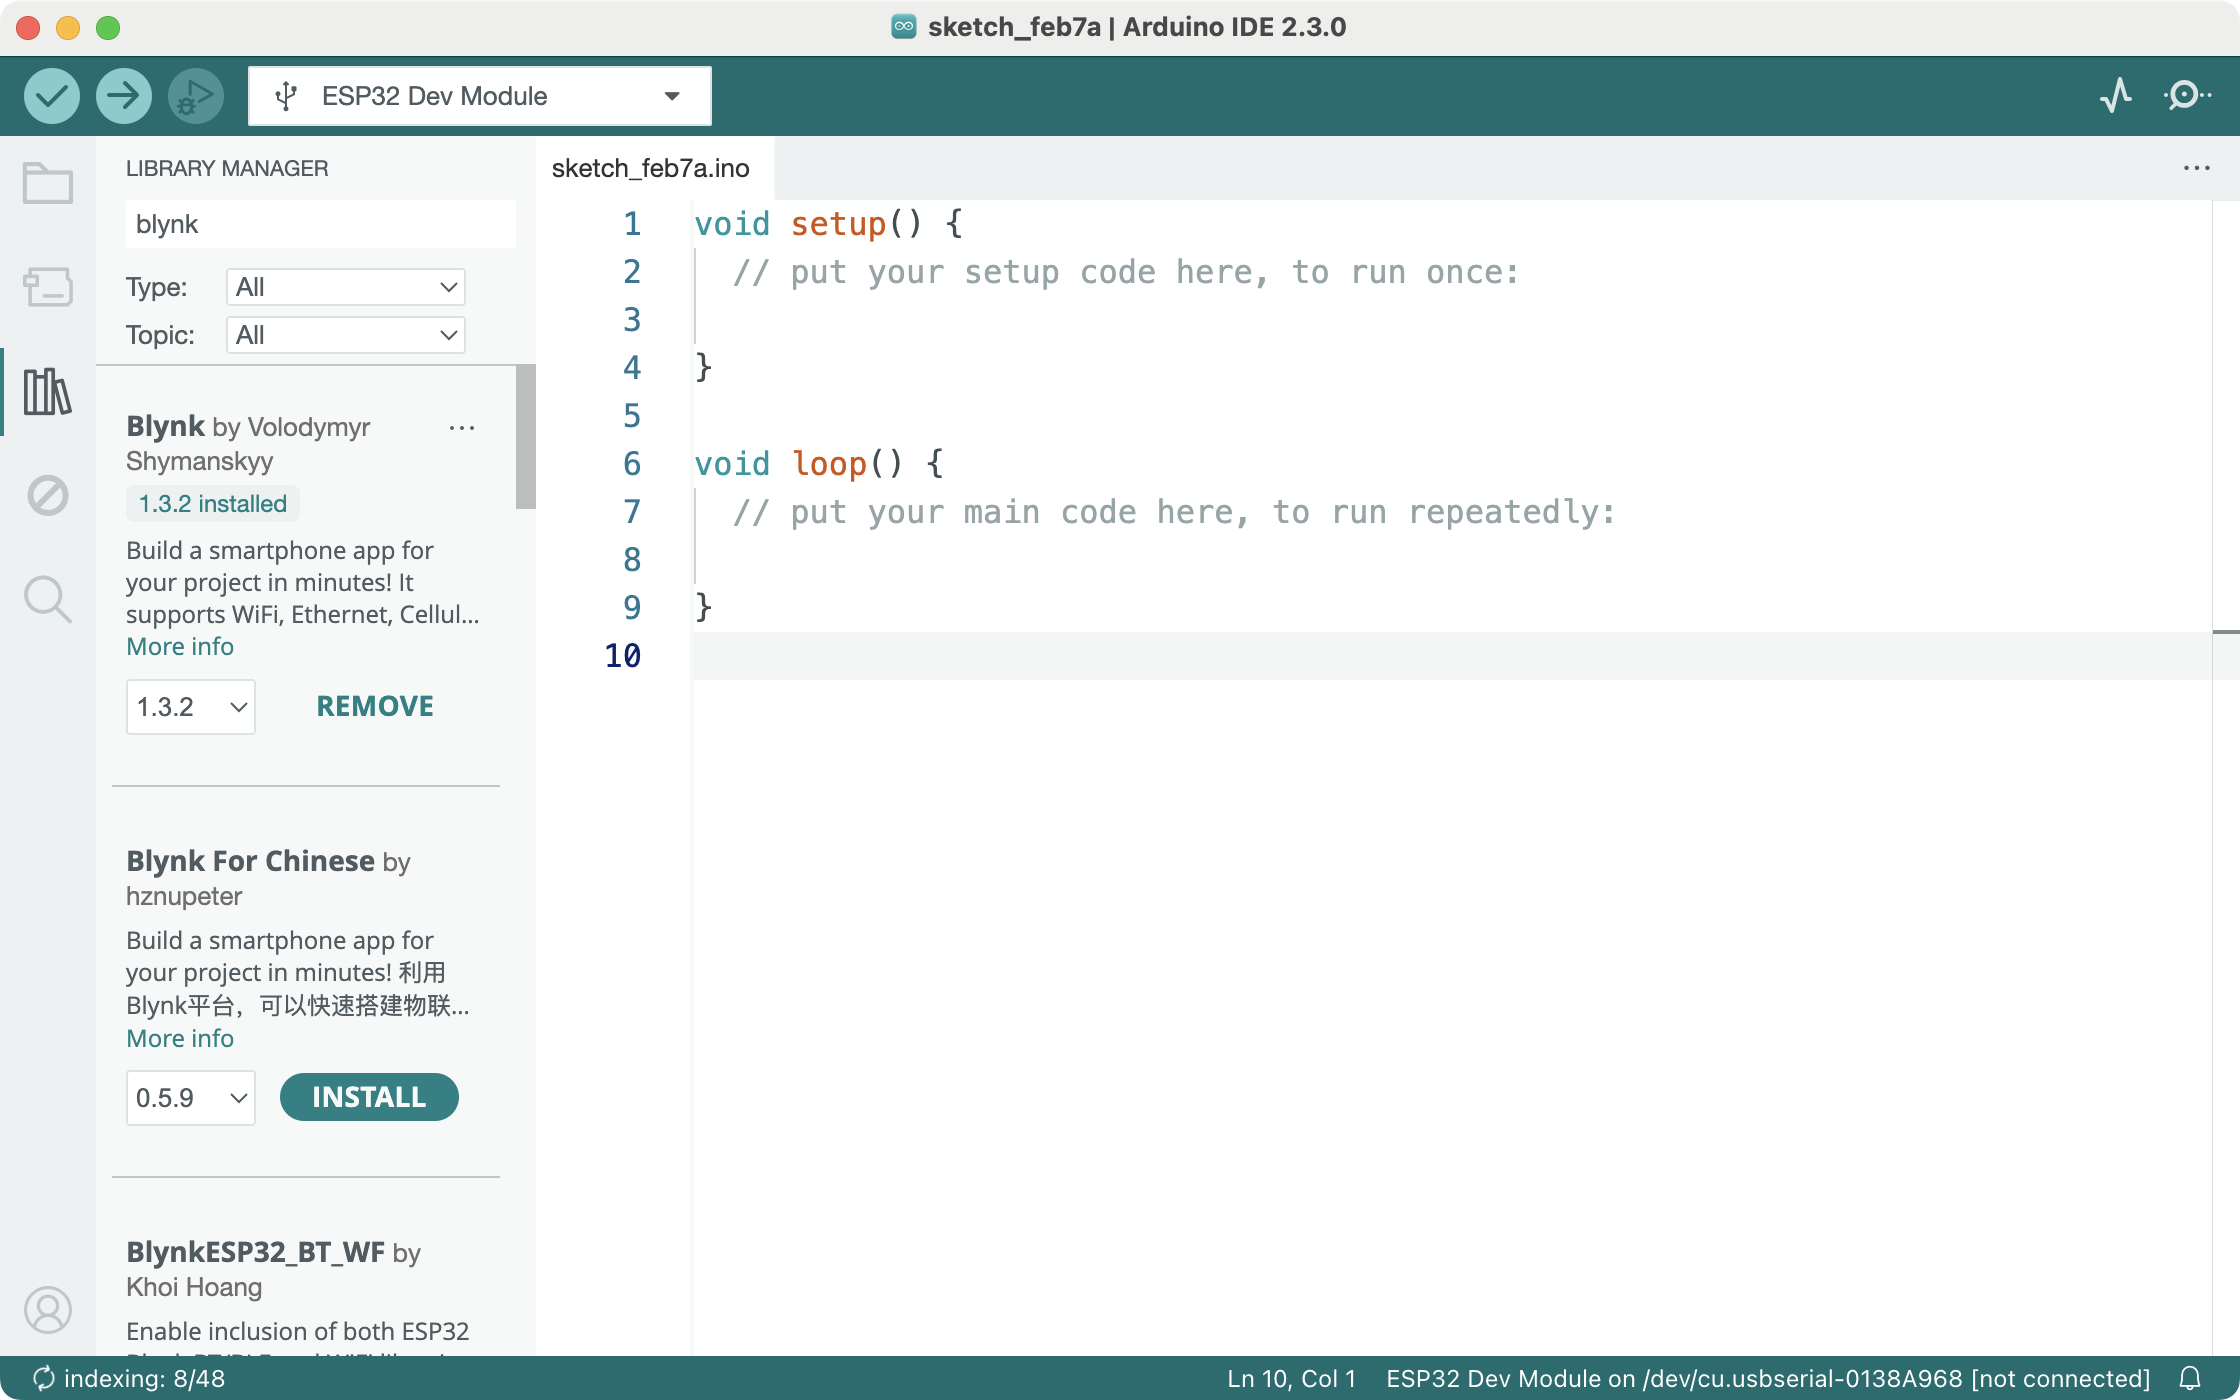 sketch_feb7a | Arduino IDE 2.3.0
ESP32 Dev Module
LIBRARY MANAGER
blynk
Type: All
Topic: All
Blynk by Volodymyr
Shymanskyy
1.3.2 installed
Build a smartphone app for
your project in minutes! It
supports WiFi, Ethernet, Cellul...
More info
1.3.2 REMOVE
Blynk For Chinese by
hznupeter
Build a smartphone app for
your project in minutes! 利用
Blynk平台，可以快速搭建物联...
More info
0.5.9 INSTALL
BlynkESP32_BT_WF by
Khoi Hoang
Enable inclusion of both ESP32
sketch_feb7a.ino
1 void setup() {
2 // put your setup code here, to run once:
3
4 }
5
6 void loop() {
7 // put your main code here, to run repeatedly:
8
9 }
10
indexing: 8/48
Ln 10, Col 1 ESP32 Dev Module on /dev/cu.usbserial-0138A968 [not connected]